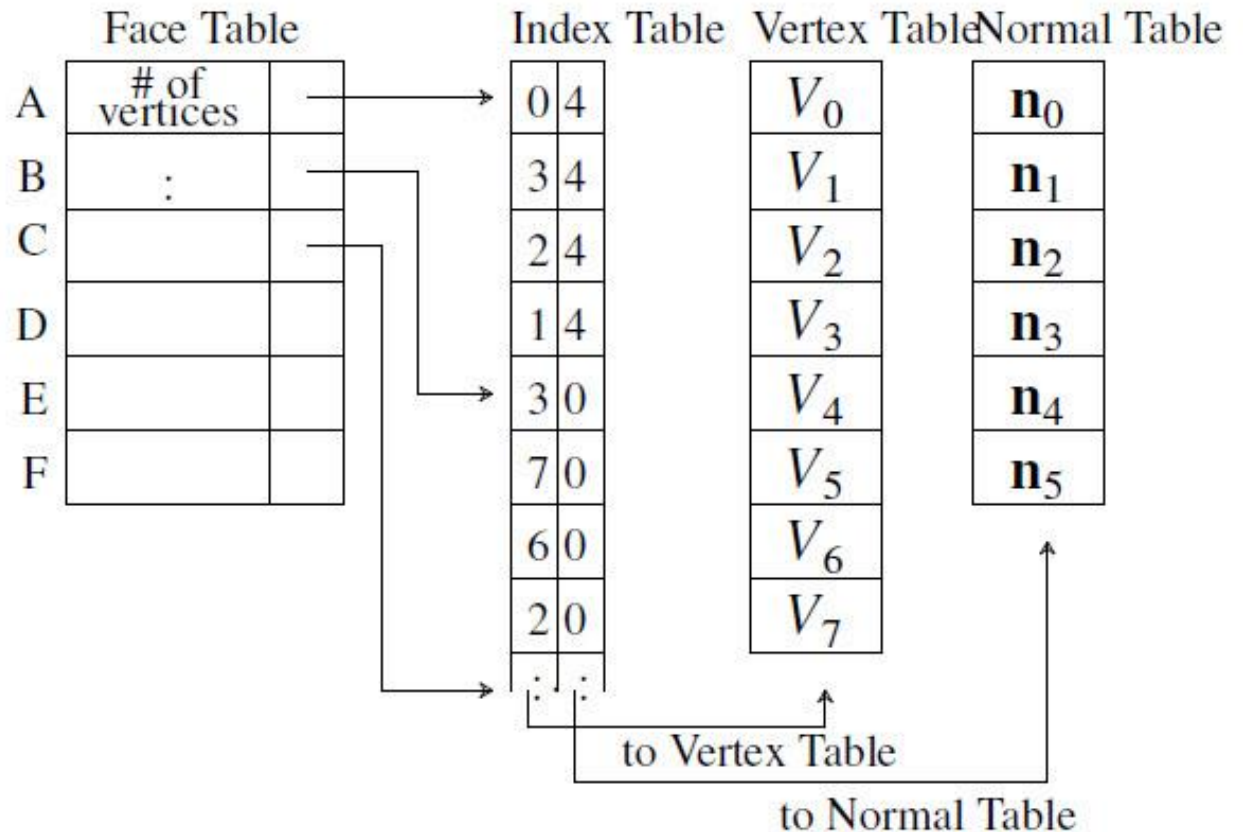 Face Table Index Table Vertex Table Normal Table
A # of vertices 0 4 V0 n0
B : 3 4 V1 n1
C 2 4 V2 n2
D 1 4 V3 n3
E 3 0 V4 n4
F 7 0 V5 n5
6 0 V6
2 0 V7
: . :
to Vertex Table
to Normal Table